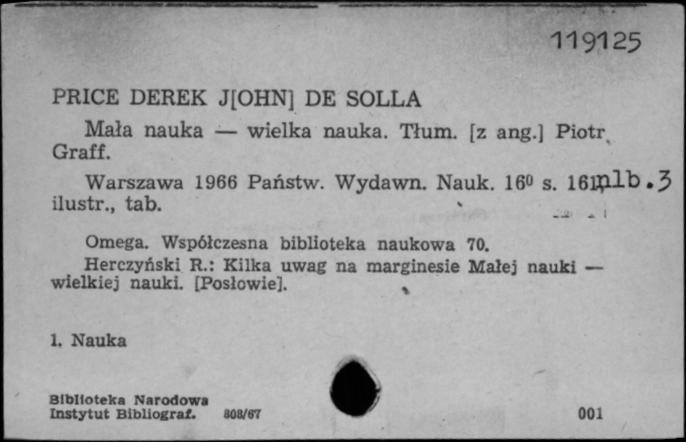 119125
PRICE DEREK J[OHN] DE SOLLA
Mała nauka — wielka nauka. Tłum. [z ang.] Piotr
Graff.
Warszawa 1966 Państw. Wydawn. Nauk. 16⁰ s. 161, nlb. 3
ilustr., tab.
Omega. Współczesna biblioteka naukowa 70.
Herczyński R.: Kilka uwag na marginesie Małej nauki —
wielkiej nauki. [Posłowie].
1. Nauka
Biblioteka Narodowa
Instytut Bibliograf. 808/67 001